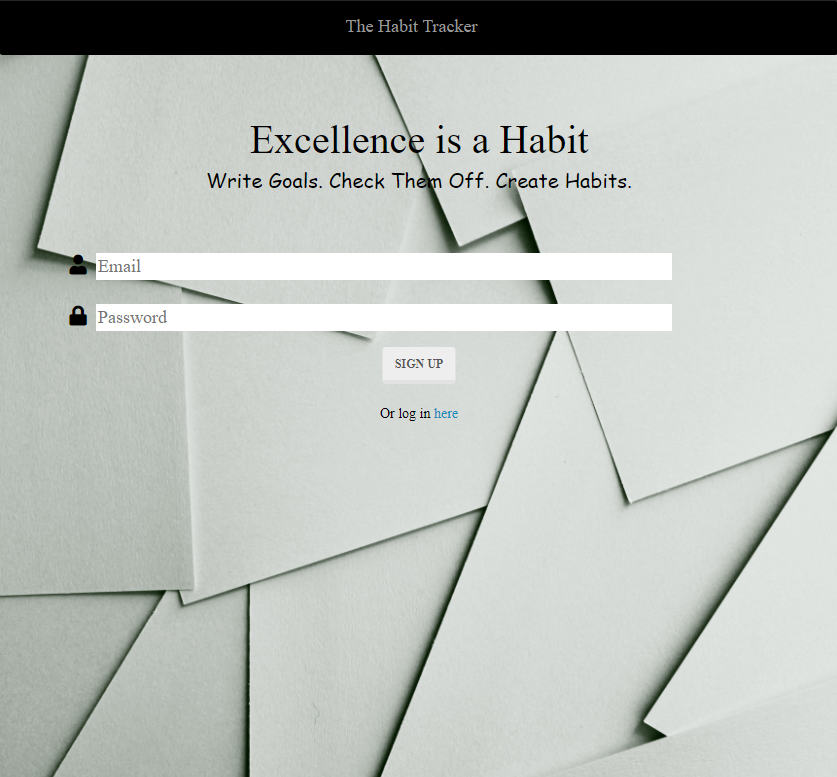 The Habit Tracker
Excellence is a Habit
Write Goals. Check Them Off. Create Habits.
Email
Password
SIGN UP
Or log in here